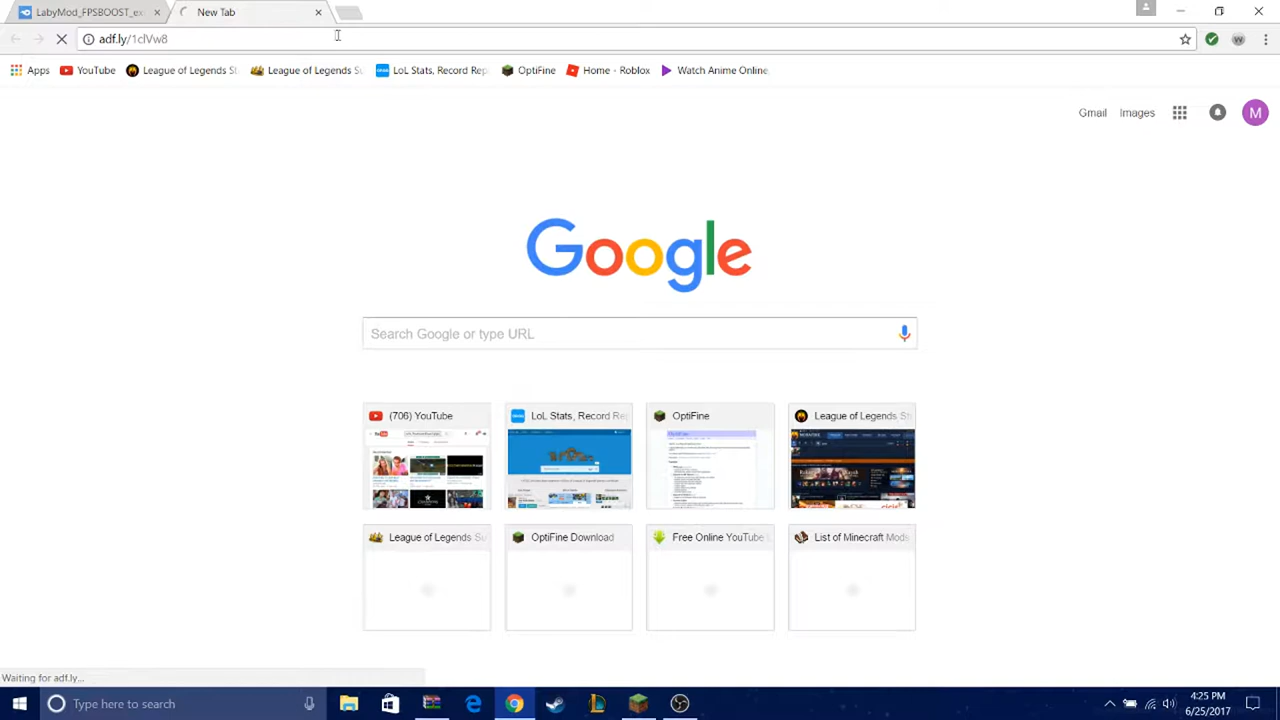 LabyMod_FPSBOOST_ex
New Tab
adf.ly/1clVw8
Apps
YouTube
League of Legends St
League of Legends Su
LoL Stats, Record Rep
OptiFine
Home - Roblox
Watch Anime Online,
Gmail
Images
M
Google
Search Google or type URL
(706) YouTube
LoL Stats, Record Re
OptiFine
League of Legends St
League of Legends Su
OptiFine Download
Free Online YouTube
List of Minecraft Mods
Waiting for adf.ly...
Type here to search
4:25 PM
6/25/2017